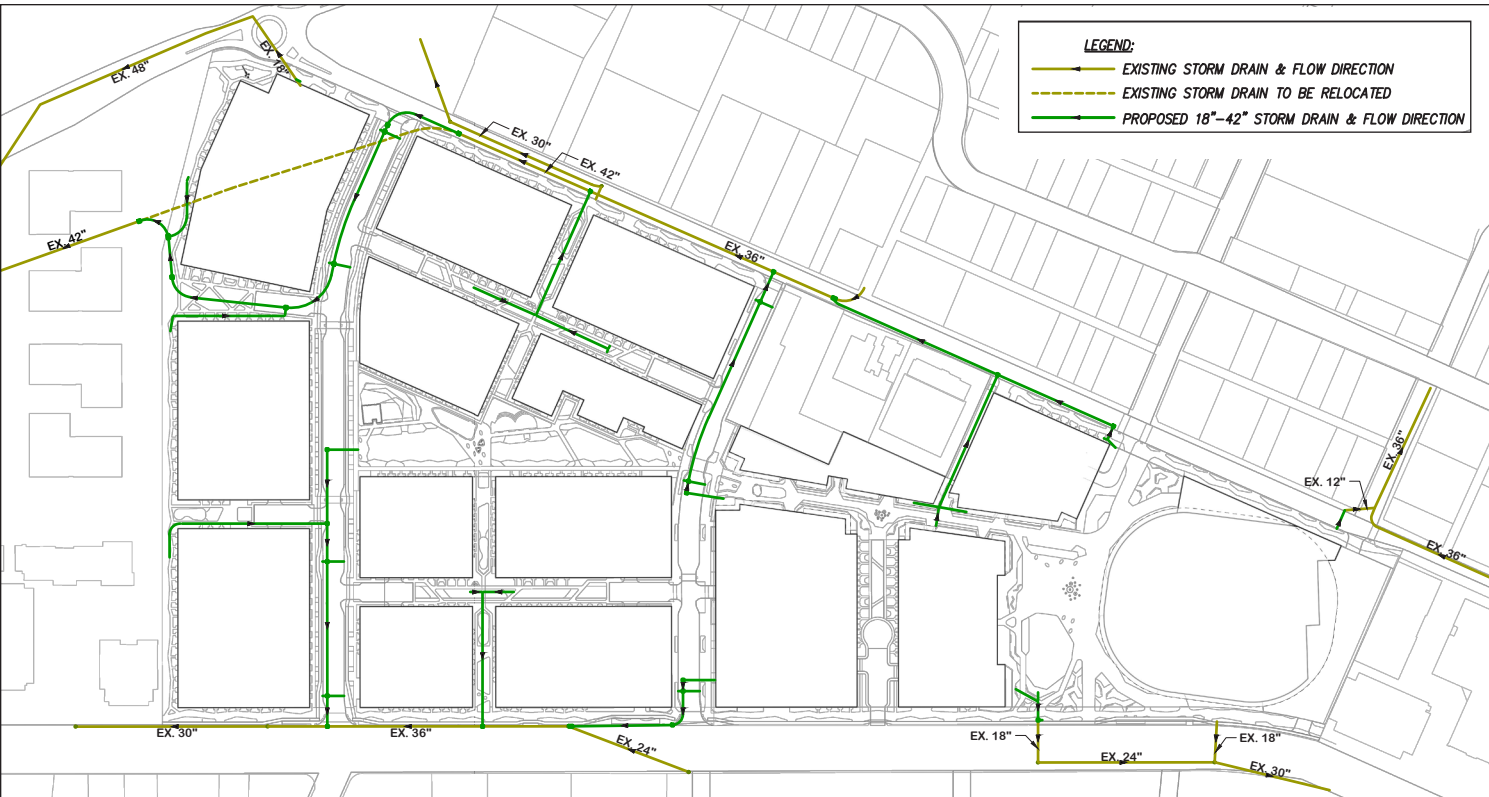 LEGEND:
EXISTING STORM DRAIN & FLOW DIRECTION
EXISTING STORM DRAIN TO BE RELOCATED
PROPOSED 18"-42" STORM DRAIN & FLOW DIRECTION
EX. 48"
EX. 18"
EX. 30"
EX. 42"
EX. 42"
EX. 36"
EX. 36"
EX. 12"
EX. 36"
EX. 30"
EX. 36"
EX. 24"
EX. 18"
EX. 24"
EX. 18"
EX. 30"